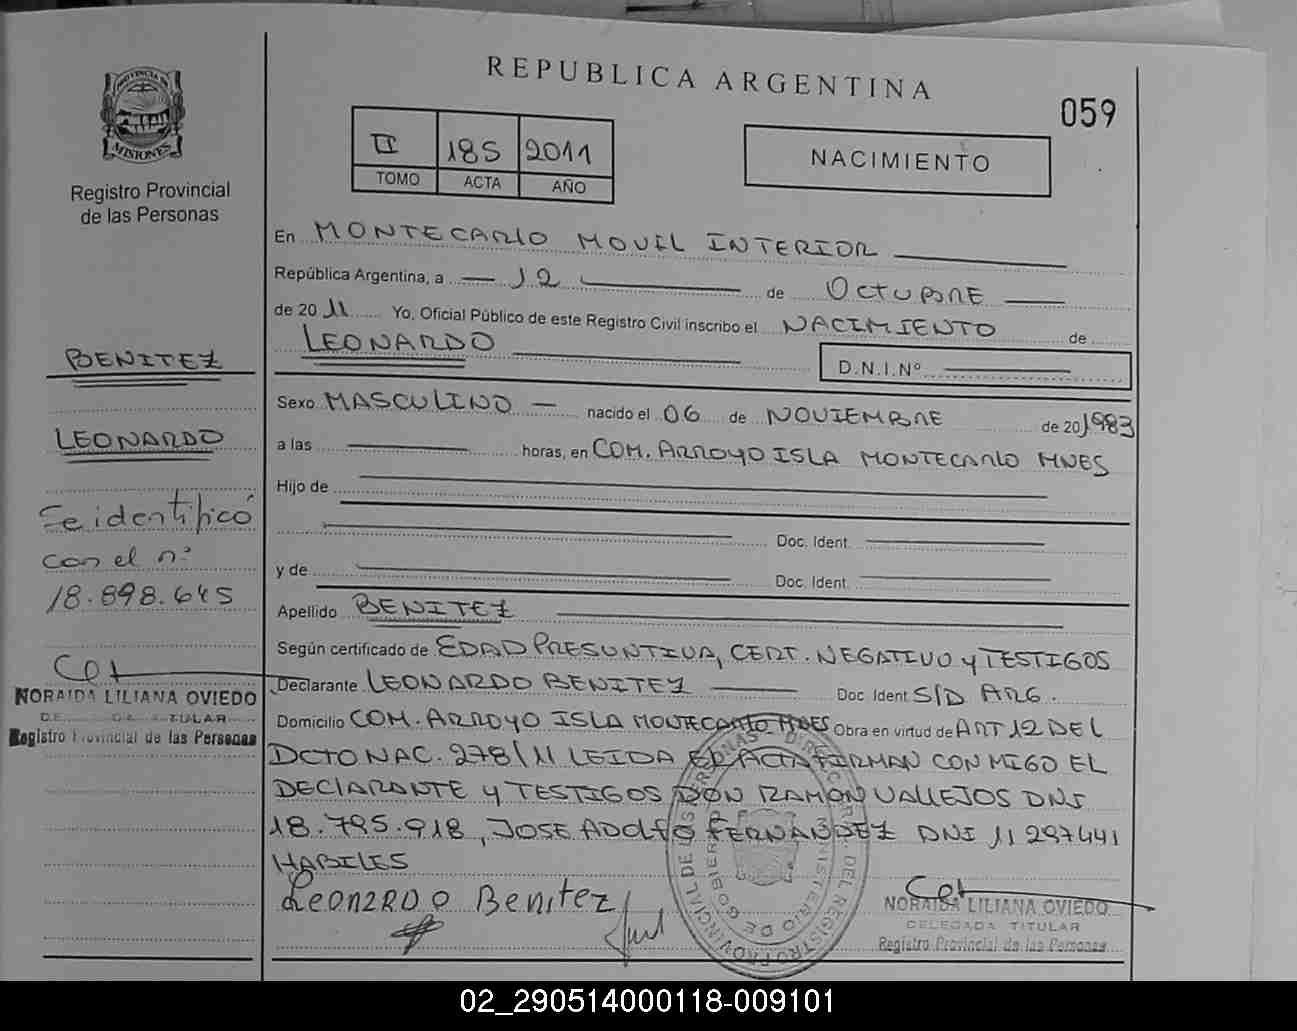 REPUBLICA ARGENTINA
059
PROVINCIA DE
MISIONES
Registro Provincial
de las Personas
II 185 2011
TOMO ACTA AÑO
NACIMIENTO
En MONTECARLO MOVIL INTERIOR
República Argentina, a 12 de OCTUBRE
de 2011 Yo, Oficial Público de este Registro Civil inscribo el NACIMIENTO de
LEONARDO
D.N.I.Nº
Sexo MASCULINO nacido el 06 de NOVIEMBRE de 20 1983
a las horas, en COM. ARROYO ISLA MONTECARLO MNES
Hijo de
Doc. Ident.
y de Doc. Ident.
Apellido BENITEZ
Según certificado de EDAD PRESUNTIVA, CERT. NEGATIVO y TESTIGOS
Declarante LEONARDO BENITEZ Doc Ident S/D ARG.
Domicilio COM. ARROYO ISLA MONTECARLO MNES Obra en virtud de ART 12 DEL
DCTO NAC. 278/11 LEIDA EL ACTA FIRMAN CONMIGO EL
DECLARANTE y TESTIGOS DON RAMON VALLEJOS DNI
18.795.918, JOSE ADOLFO FERNANDEZ DNI 11 297441
HABILES
Leonardo Benitez
NORAIDA LILIANA OVIEDO
DELEGADA TITULAR
Registro Provincial de las Personas
BENITEZ
LEONARDO
Se identificó
con el nº
18.898.645
NORAIDA LILIANA OVIEDO
TITULAR
Registro Provincial de las Personas
02_290514000118-009101